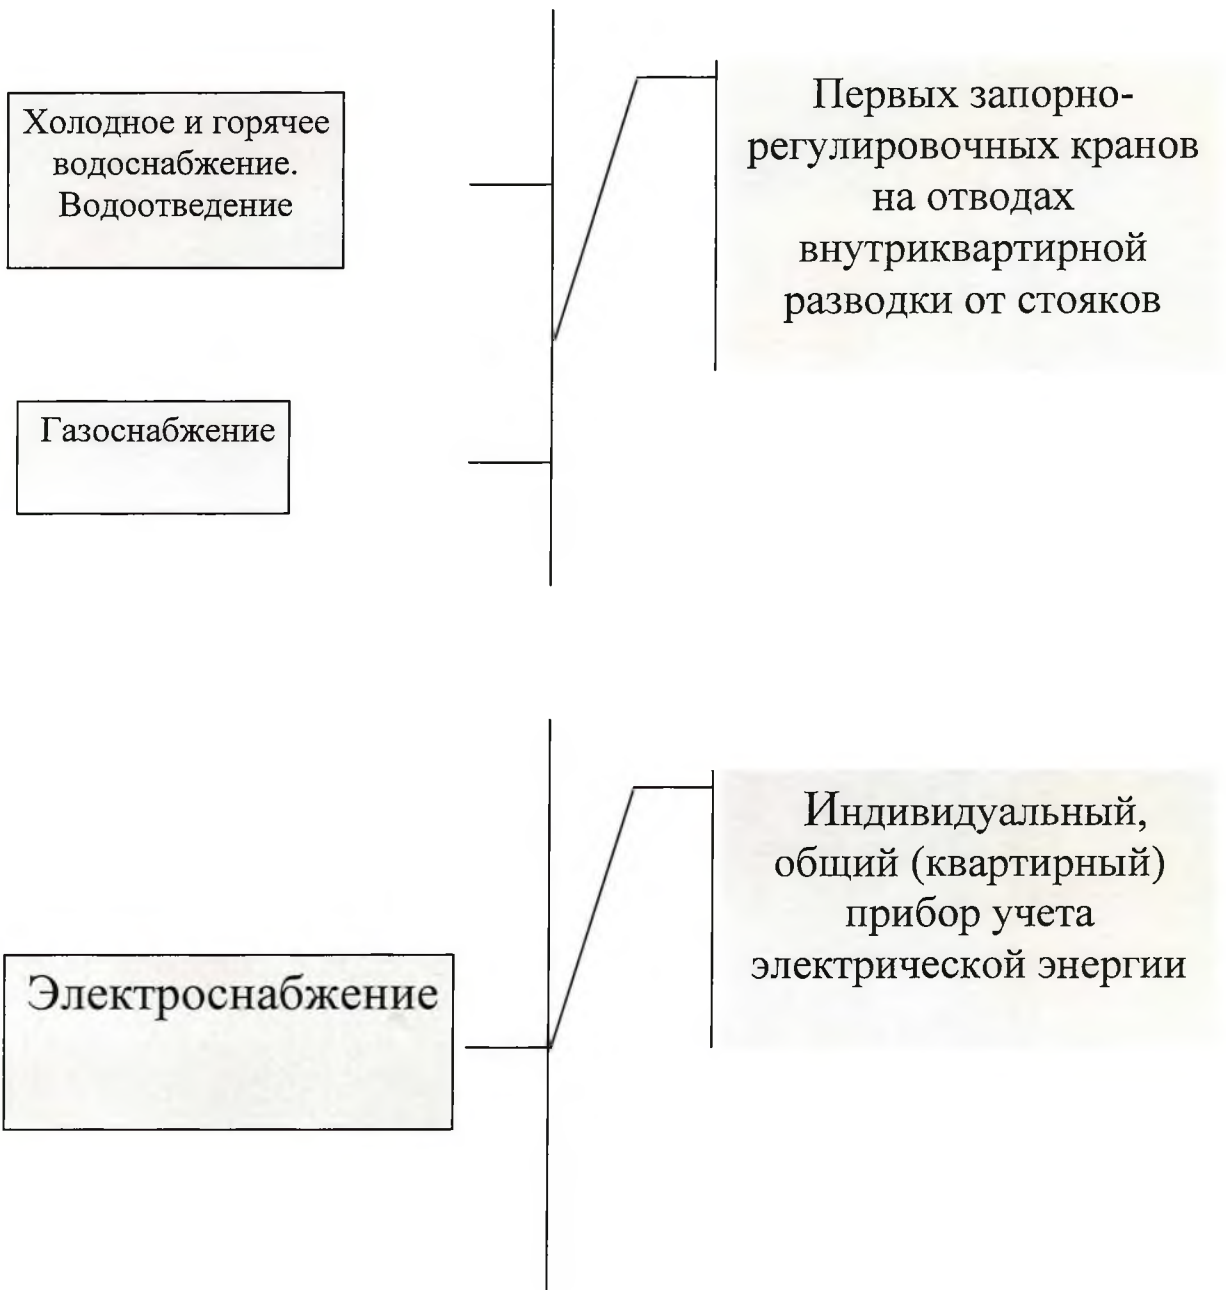 Холодное и горячее
водоснабжение.
Водоотведение
Первых запорно-
регулировочных кранов
на отводах
внутриквартирной
разводки от стояков
Газоснабжение
Индивидуальный,
общий (квартирный)
прибор учета
электрической энергии
Электроснабжение